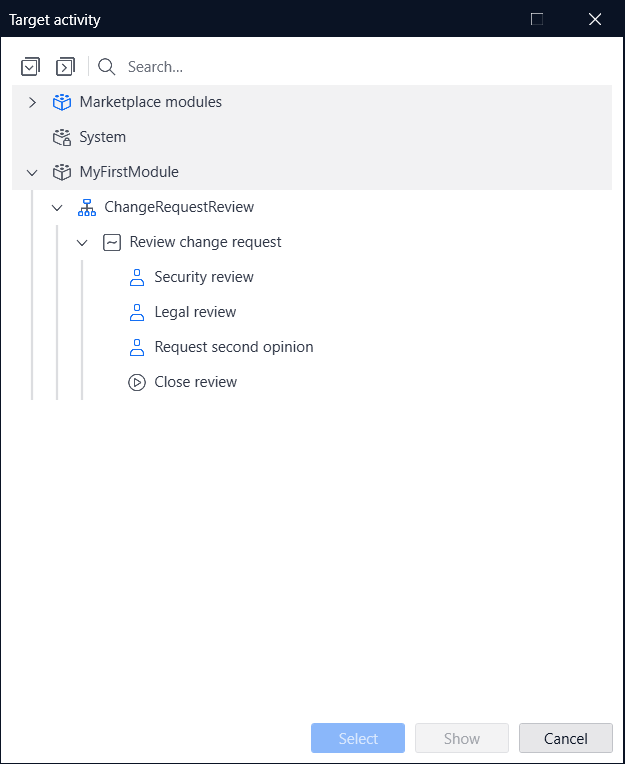 Target activity
Search...
Marketplace modules
System
MyFirstModule
ChangeRequestReview
Review change request
Security review
Legal review
Request second opinion
Close review
Select Show Cancel